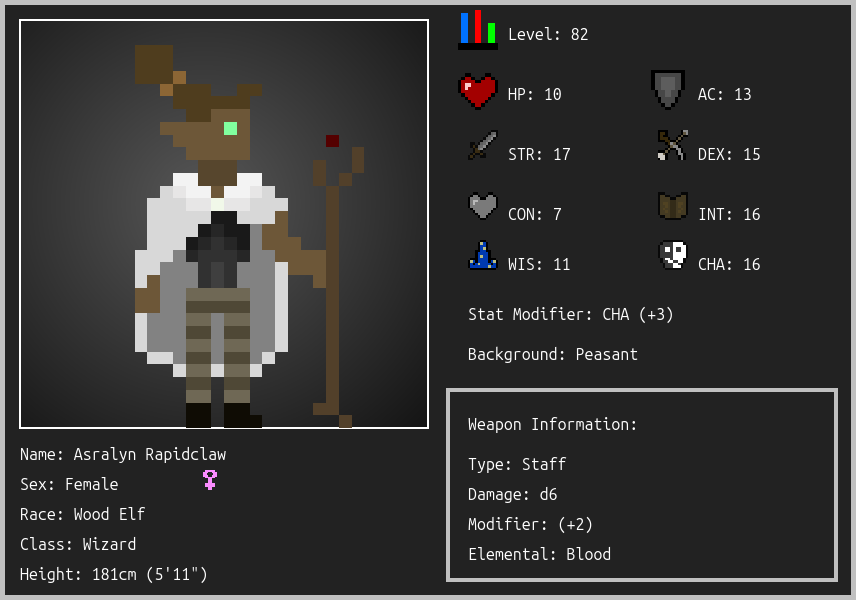 Level: 82
HP: 10
AC: 13
STR: 17
DEX: 15
CON: 7
INT: 16
WIS: 11
CHA: 16
Stat Modifier: CHA (+3)
Background: Peasant
Weapon Information:
Type: Staff
Damage: d6
Modifier: (+2)
Elemental: Blood
Name: Asralyn Rapidclaw
Sex: Female
Race: Wood Elf
Class: Wizard
Height: 181cm (5'11")